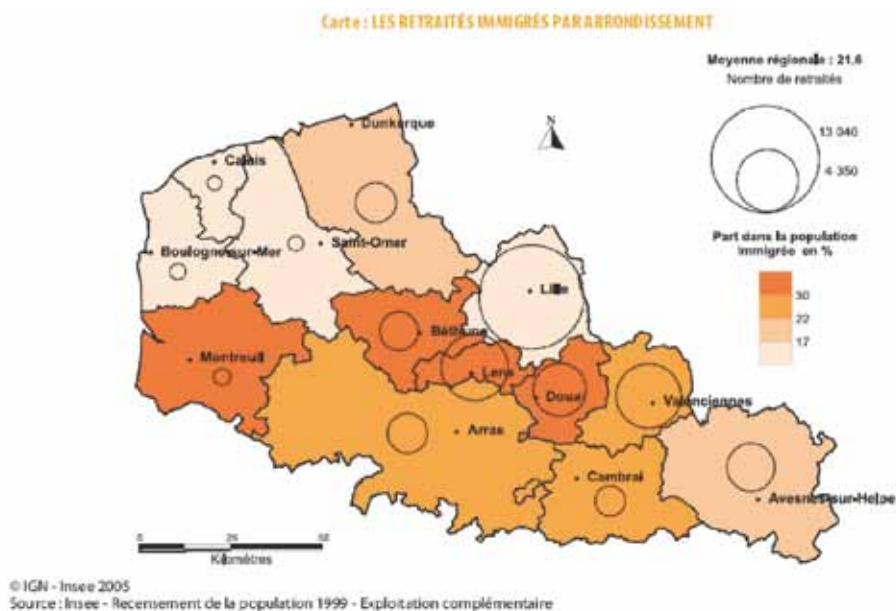 Carte : LES RETRAITÉS IMMIGRÉS PAR ARRONDISSEMENT
Moyenne régionale : 21,6
Nombre de retraités
13 040
4 350
Part dans la population
immigrée en %
30
22
17
N
Dunkerque
Calais
Saint-Omer
Boulogne-sur-Mer
Lille
Béthune
Montreuil
Lens
Douai
Valenciennes
Arras
Cambrai
Avesnes-sur-Helpe
0 25 50
Kilomètres
© IGN - Insee 2005
Source : Insee - Recensement de la population 1999 - Exploitation complémentaire